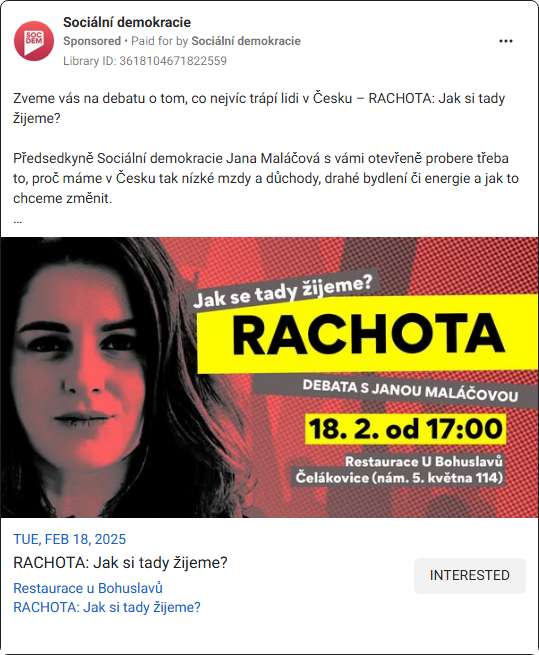 Sociální demokracie
Sponsored • Paid for by Sociální demokracie
Library ID: 3618104671822559
Zveme vás na debatu o tom, co nejvíc trápí lidi v Česku – RACHOTA: Jak si tady
žijeme?
Předsedkyně Sociální demokracie Jana Maláčová s vámi otevřeně probere třeba
to, proč máme v Česku tak nízké mzdy a důchody, drahé bydlení či energie a jak to
chceme změnit.
...
SOC
DEM
Jak se tady žijeme?
RACHOTA
DEBATA S JANOU MALÁČOVOU
18. 2. od 17:00
Restaurace U Bohuslavů
Čelákovice (nám. 5. května 114)
TUE, FEB 18, 2025
RACHOTA: Jak si tady žijeme?
Restaurace u Bohuslavů
RACHOTA: Jak si tady žijeme?
INTERESTED